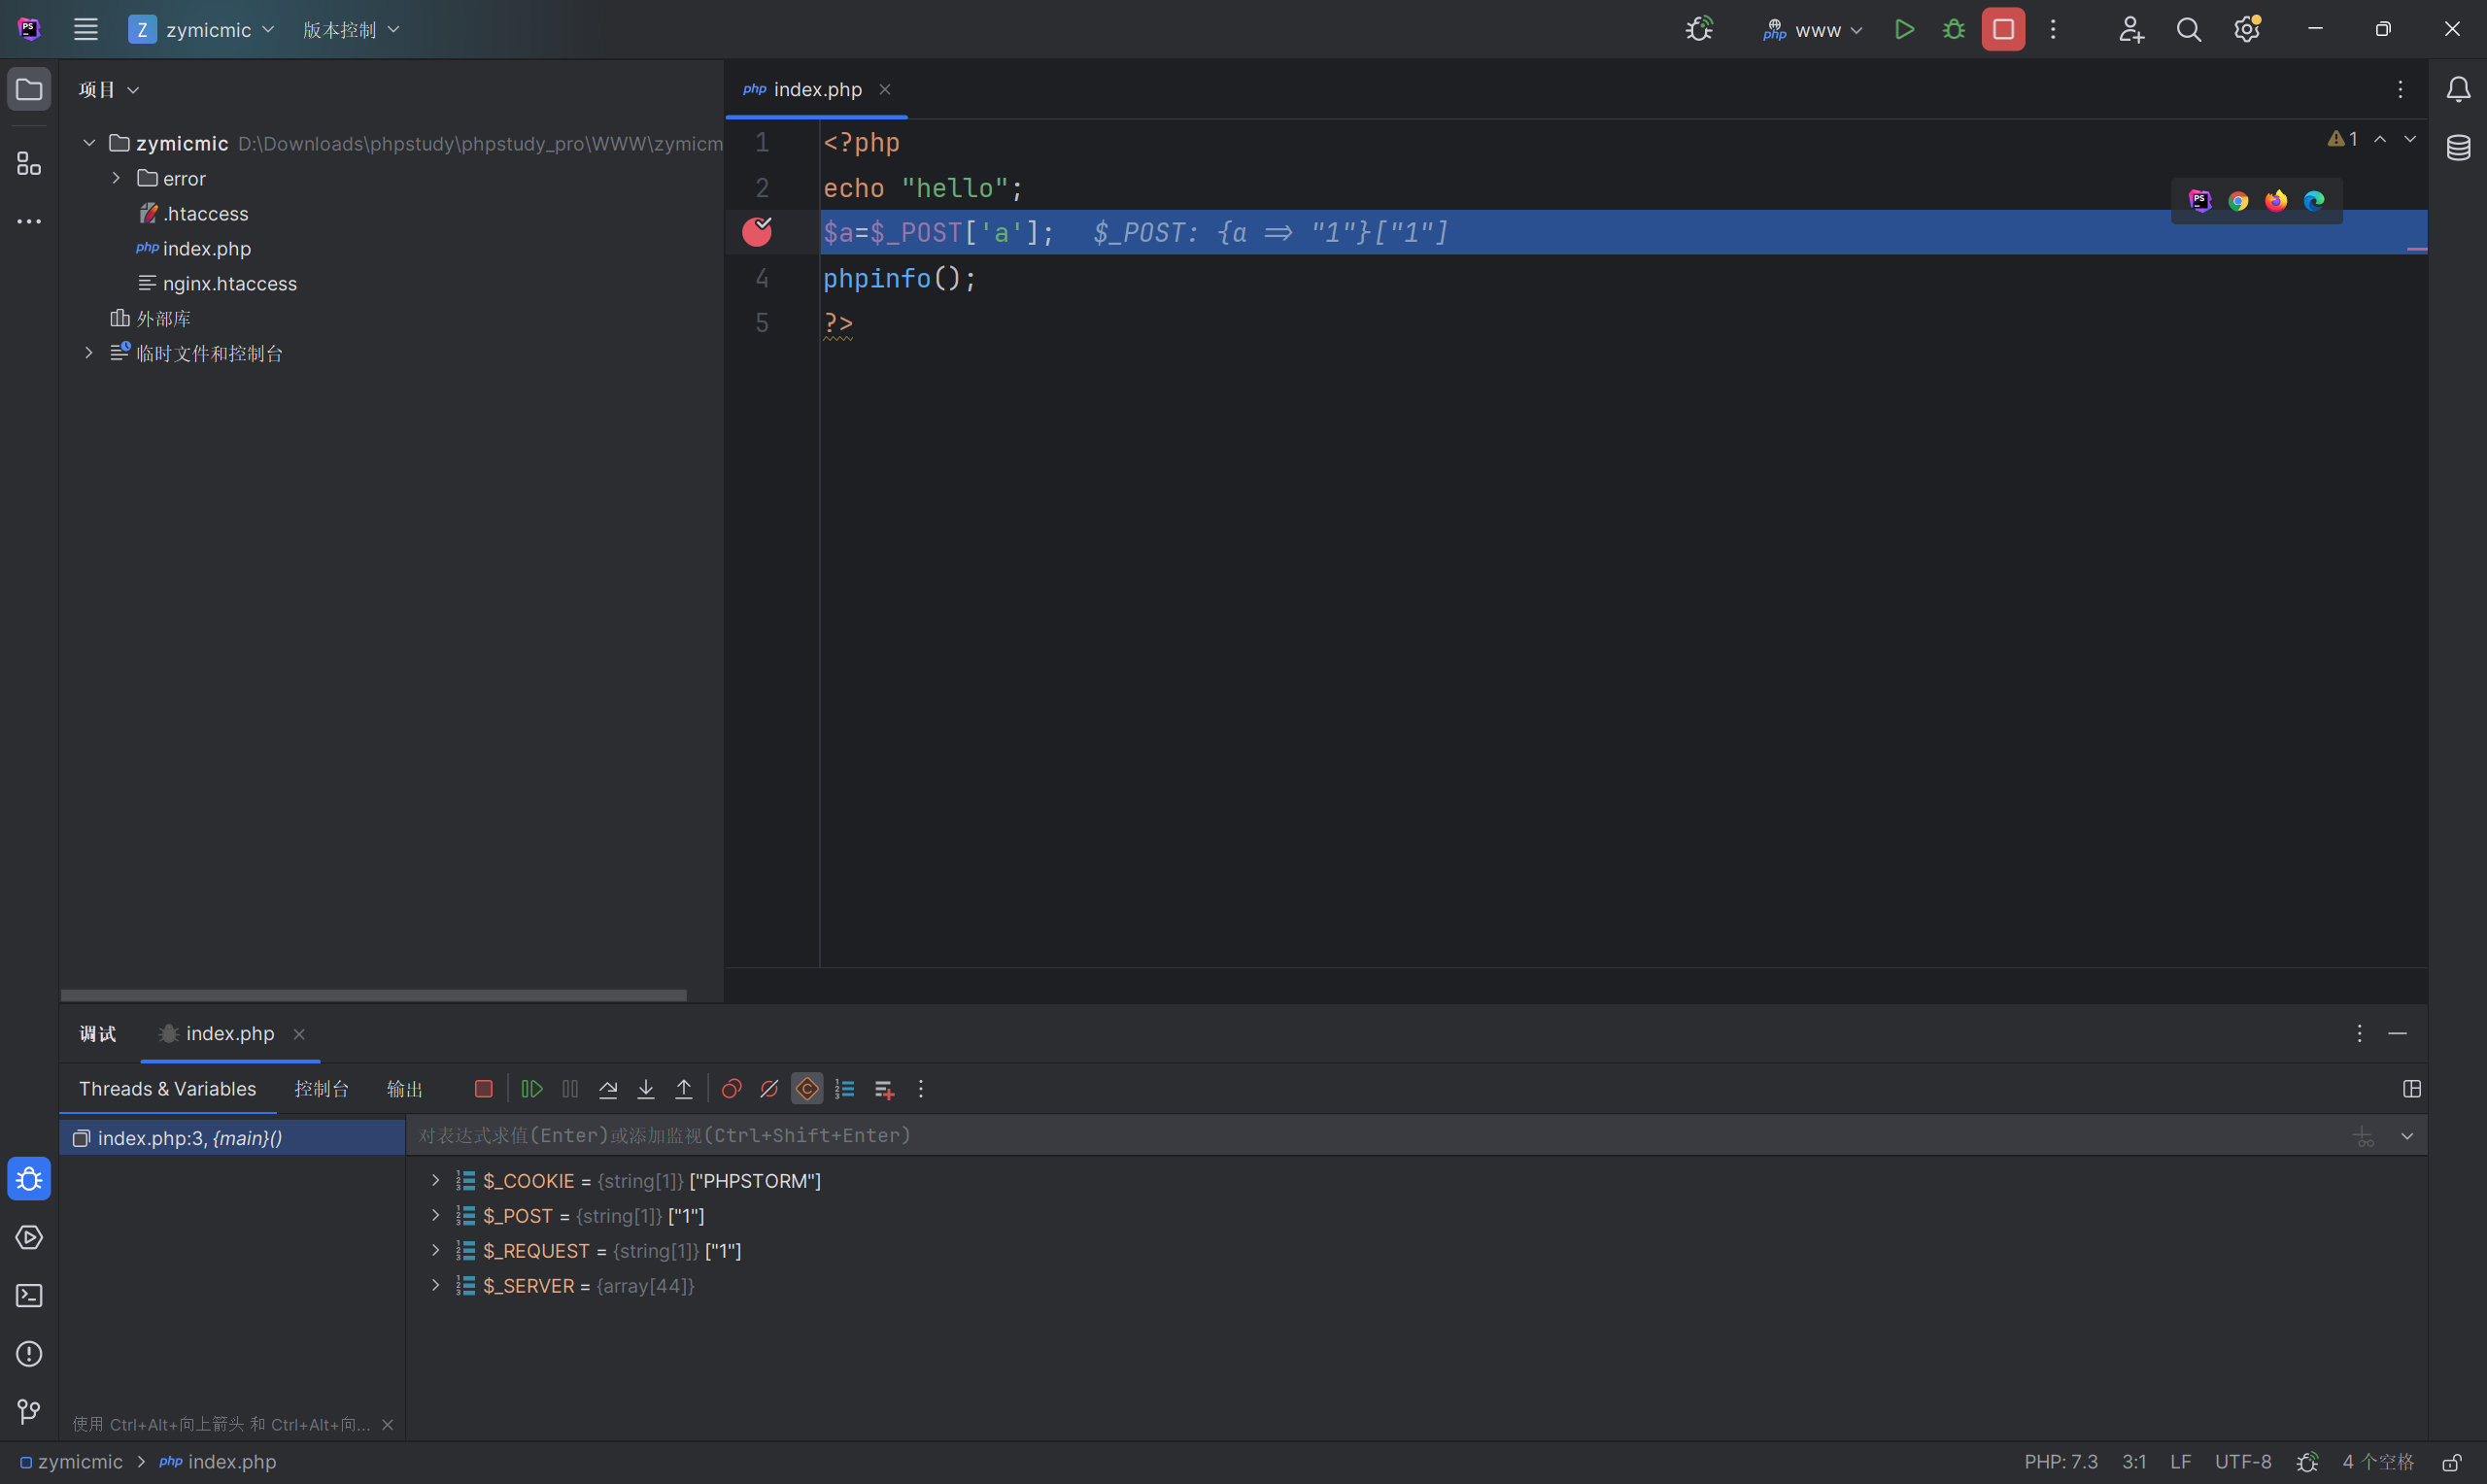 Z zymicmic 版本控制 php www
项目
php index.php
zymicmic D:\Downloads\phpstudy\phpstudy_pro\WWW\zymicm
error
.htaccess
php index.php
nginx.htaccess
外部库
临时文件和控制台
1 <?php
2 echo "hello";
$a=$_POST['a']; $_POST: {a => "1"}["1"]
4 phpinfo();
5 ?>
1
PS
调试 index.php
Threads & Variables 控制台 输出
index.php:3, {main}()
对表达式求值(Enter)或添加监视(Ctrl+Shift+Enter)
$_COOKIE = {string[1]} ["PHPSTORM"]
$_POST = {string[1]} ["1"]
$_REQUEST = {string[1]} ["1"]
$_SERVER = {array[44]}
使用 Ctrl+Alt+向上箭头 和 Ctrl+Alt+向...
zymicmic > php index.php
PHP: 7.3 3:1 LF UTF-8 4 个空格